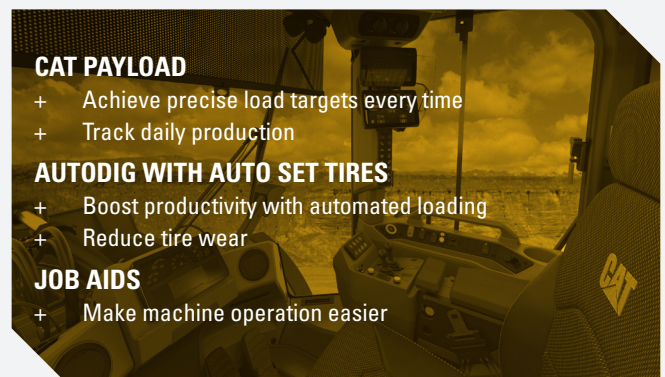 CAT PAYLOAD
+ Achieve precise load targets every time
+ Track daily production
AUTODIG WITH AUTO SET TIRES
+ Boost productivity with automated loading
+ Reduce tire wear
JOB AIDS
+ Make machine operation easier
CAT